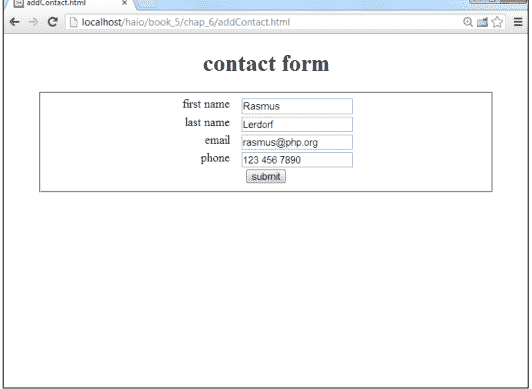 addContact.html
localhost/haio/book_5/chap_6/addContact.html
contact form
first name Rasmus
last name Lerdorf
email rasmus@php.org
phone 123 456 7890
submit